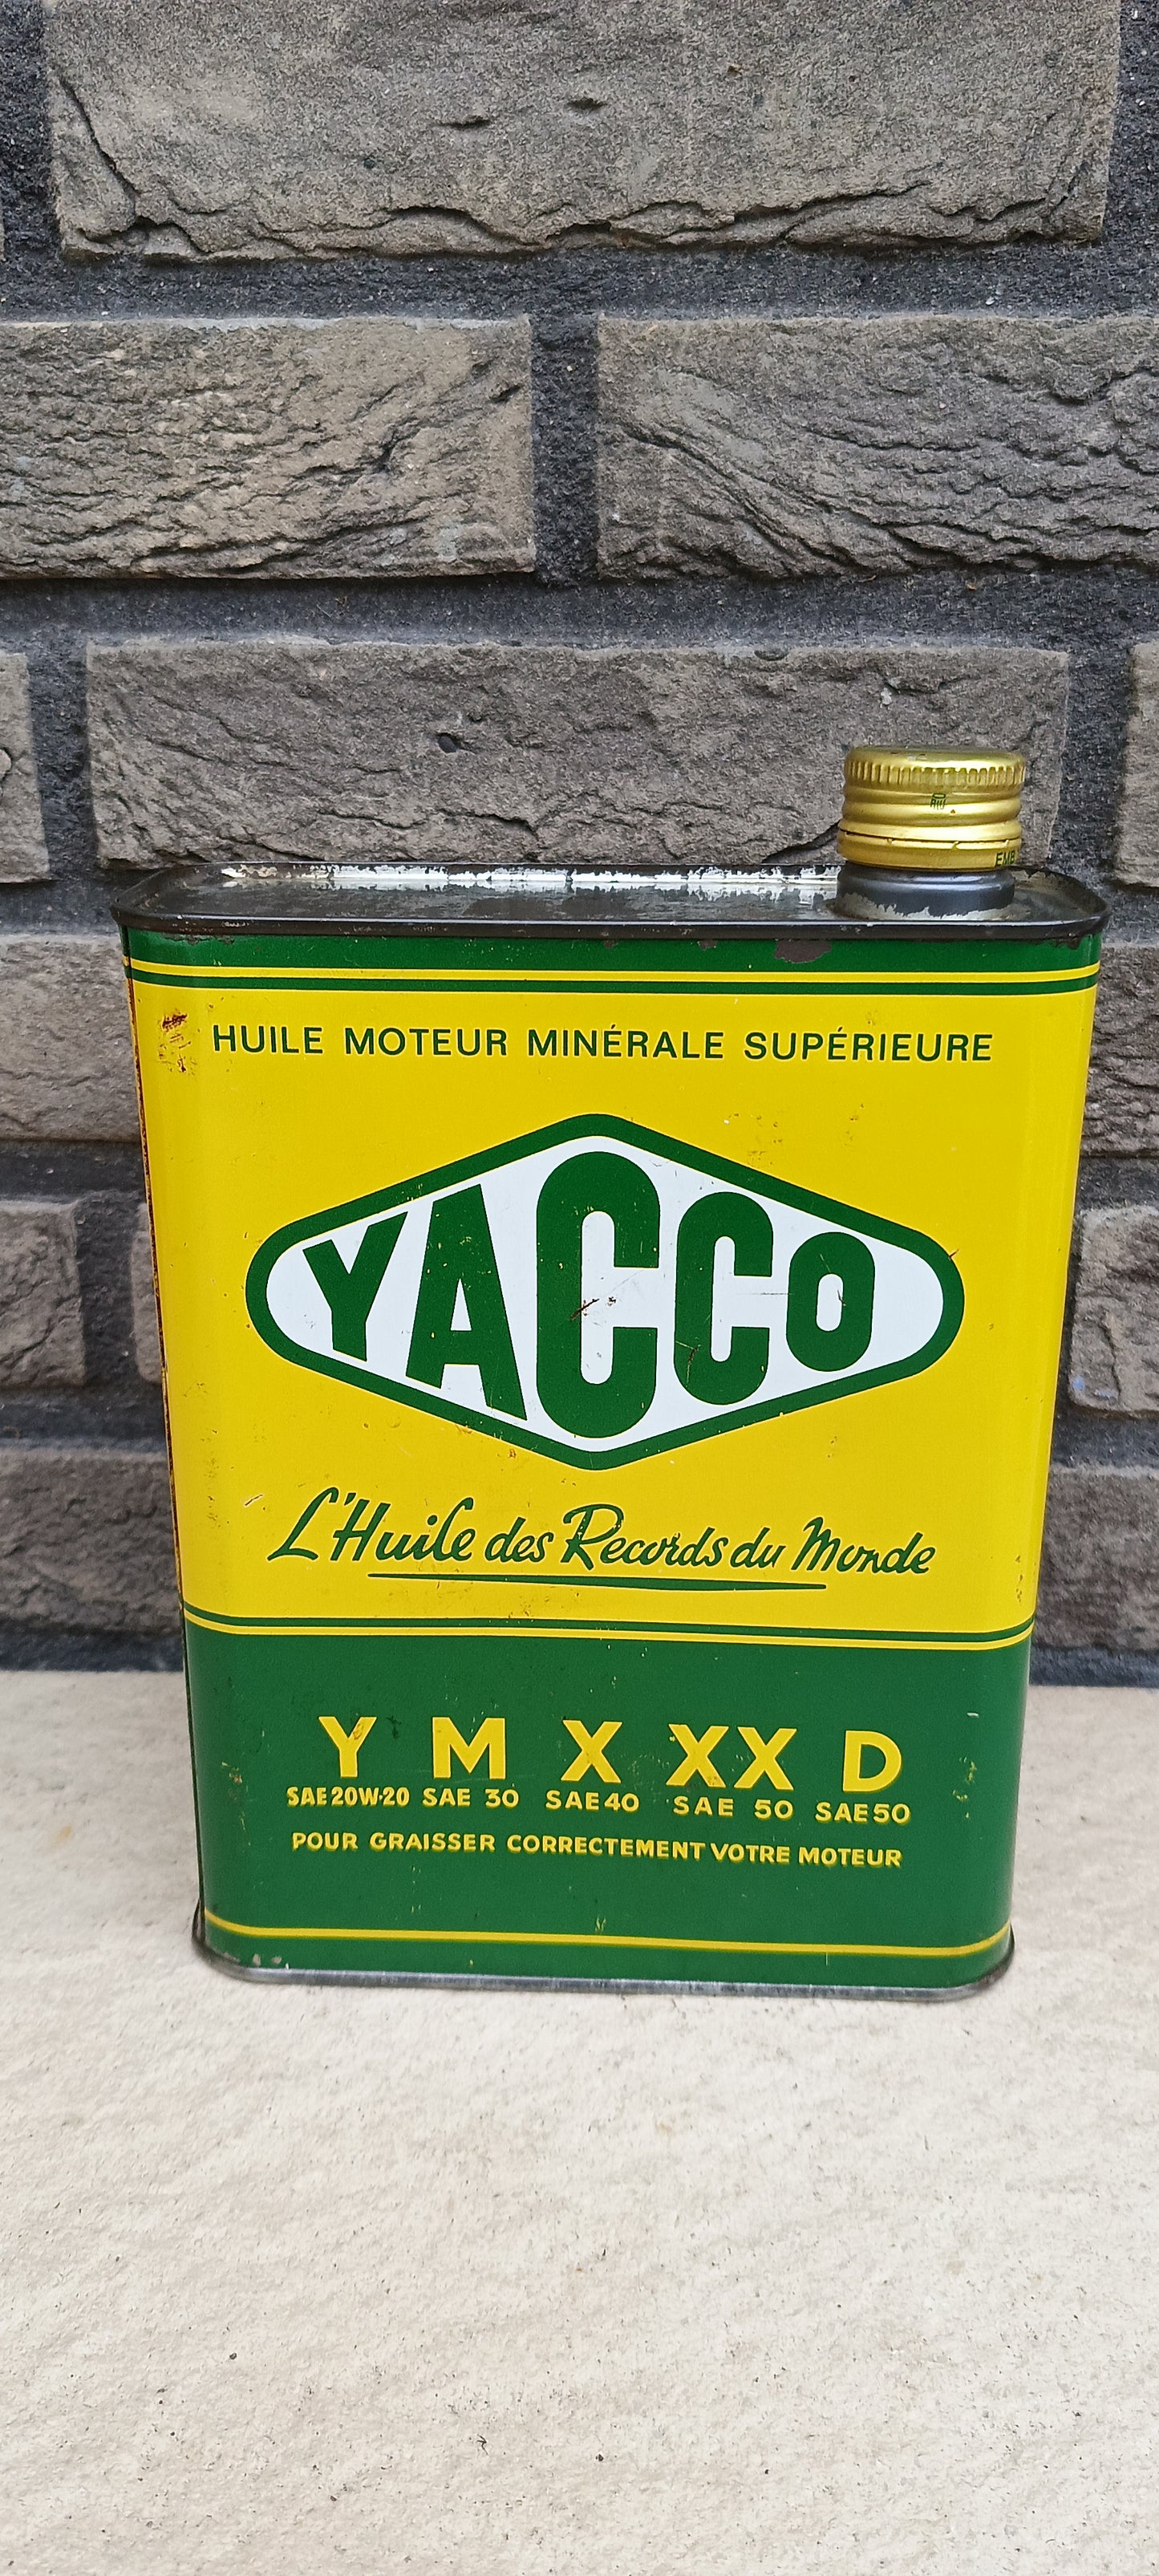 HUILE MOTEUR MINÉRALE SUPÉRIEURE
YACCO
L'Huile des Records du Monde
Y M X XX D
SAE 20W-20 SAE 30 SAE 40 SAE 50 SAE 50
POUR GRAISSER CORRECTEMENT VOTRE MOTEUR